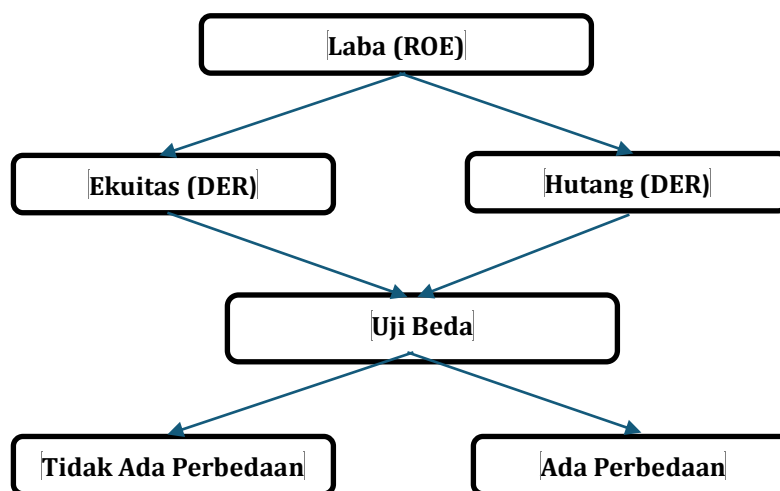 Laba (ROE)
Ekuitas (DER)
Hutang (DER)
Uji Beda
Tidak Ada Perbedaan
Ada Perbedaan